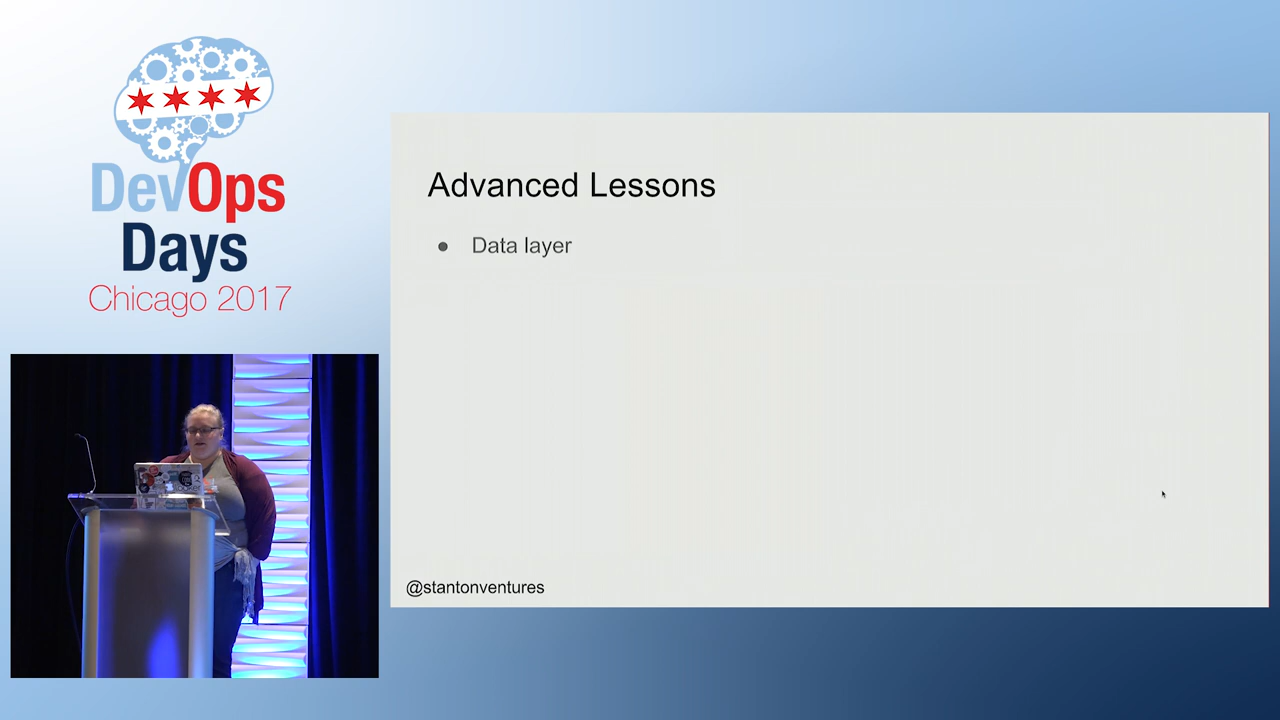 DevOps
Days
Chicago 2017
Advanced Lessons
● Data layer
@stantonventures